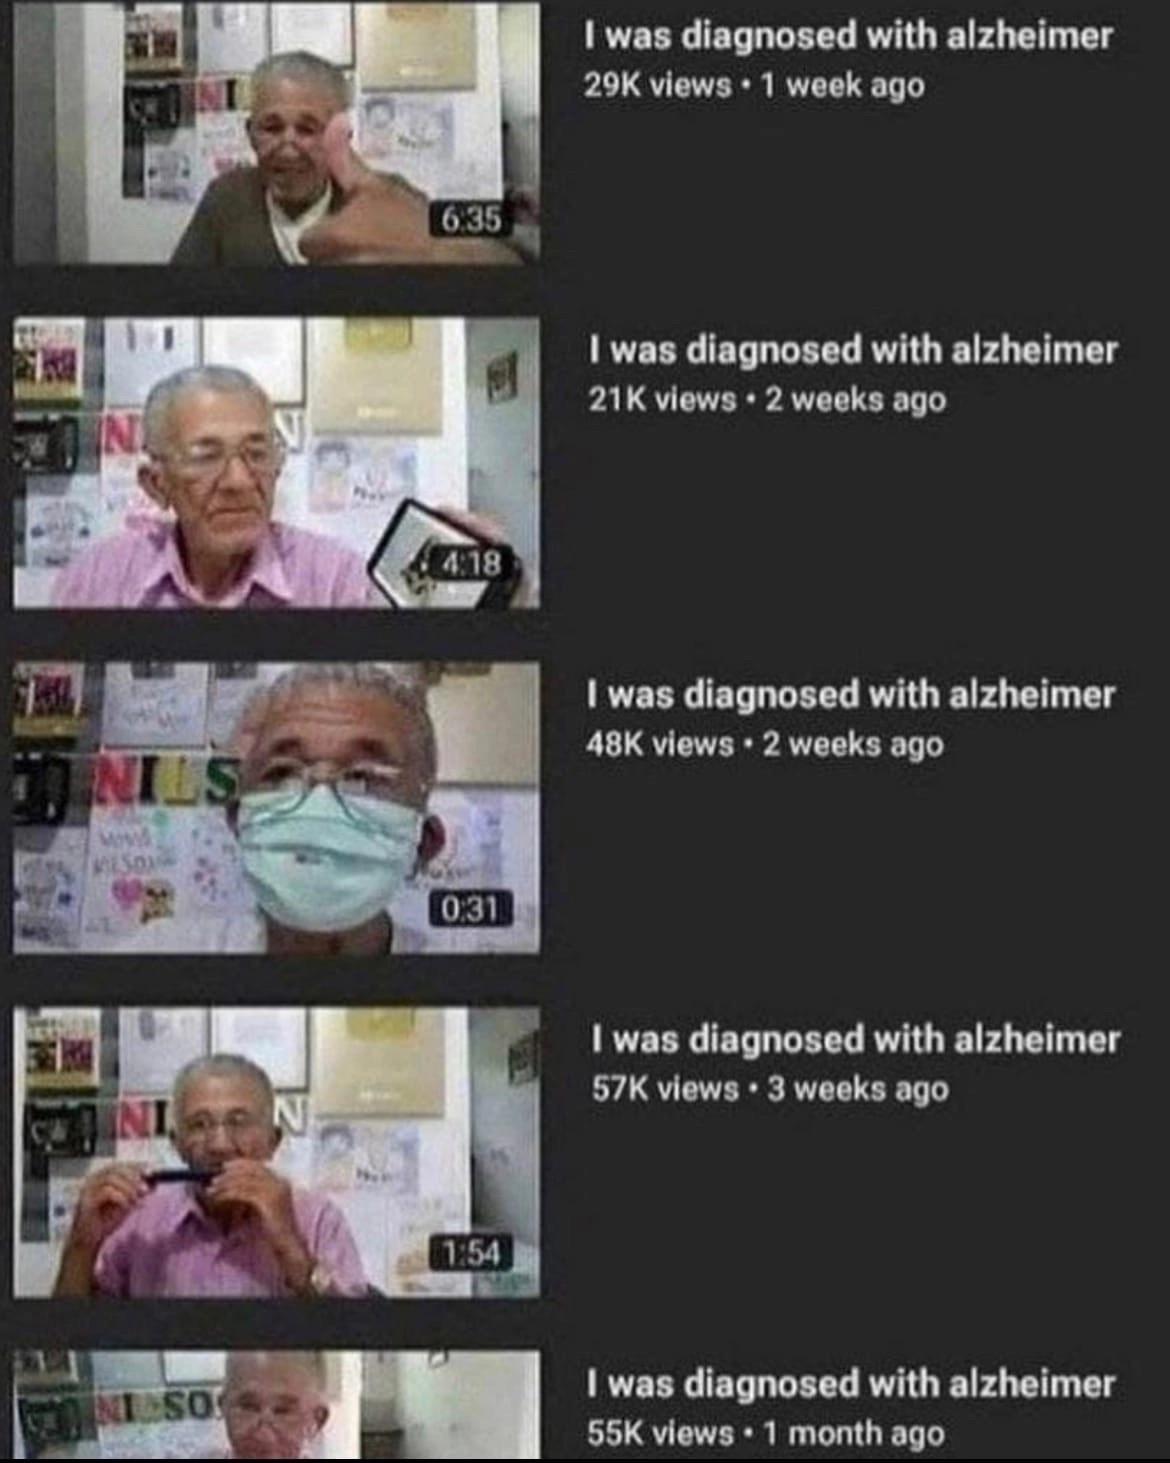 I was diagnosed with alzheimer
29K views • 1 week ago
6:35
I was diagnosed with alzheimer
21K views • 2 weeks ago
N
N
4:18
I was diagnosed with alzheimer
48K views • 2 weeks ago
NILS
0:31
I was diagnosed with alzheimer
57K views • 3 weeks ago
N
1:54
I was diagnosed with alzheimer
55K views • 1 month ago